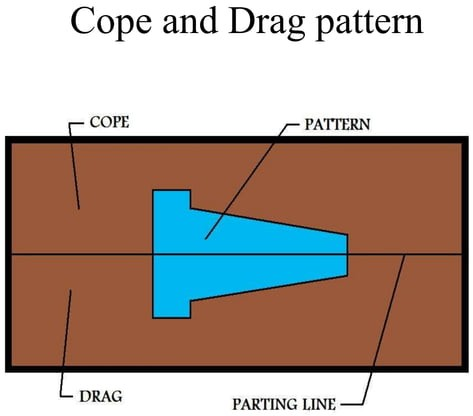 Cope and Drag pattern
COPE
PATTERN
DRAG
PARTING LINE